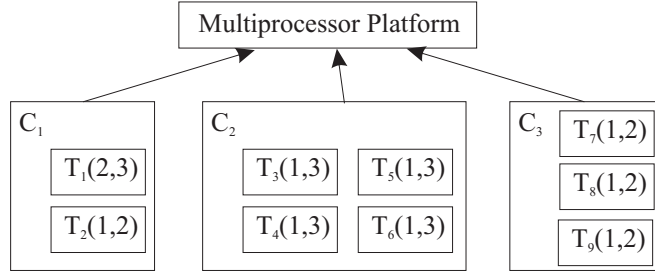 Multiprocessor Platform
C₁
T₁(2,3)
T₂(1,2)
C₂
T₃(1,3) T₅(1,3)
T₄(1,3) T₆(1,3)
C₃
T₇(1,2)
T₈(1,2)
T₉(1,2)